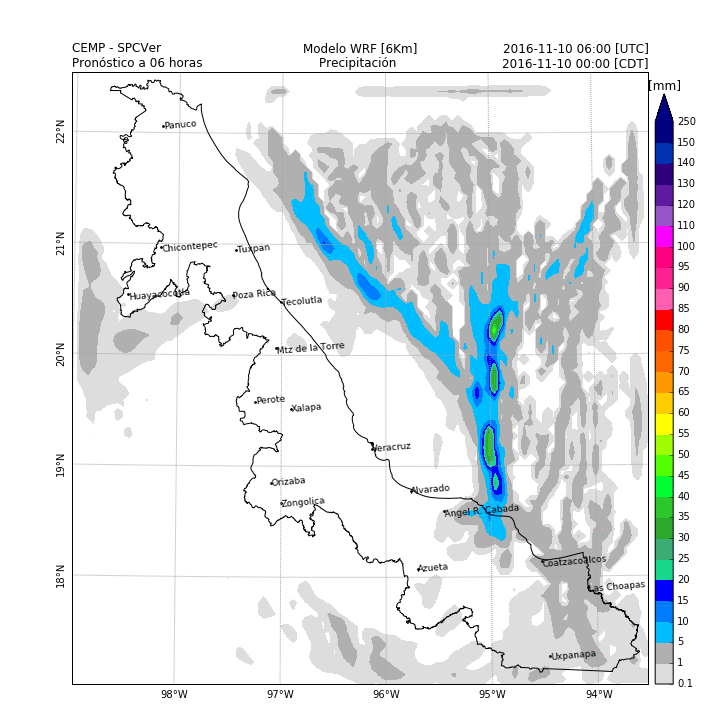 CEMP - SPCVer
Modelo WRF [6Km]
2016-11-10 06:00 [UTC]
Pronóstico a 06 horas
Precipitación
2016-11-10 00:00 [CDT]
[mm]
250
150
140
130
120
110
100
95
90
85
80
75
70
65
60
55
50
45
40
35
30
25
20
15
10
5
1
0.1
22°N
21°N
20°N
19°N
18°N
98°W
97°W
96°W
95°W
94°W
Panuco
Chicontepec
Tuxpan
Huayacocotla
Poza Rica
Tecolutla
Mtz de la Torre
Perote
Xalapa
Veracruz
Orizaba
Alvarado
Zongolica
Angel R. Cabada
Azueta
Coatzacoalcos
Las Choapas
Uxpanapa